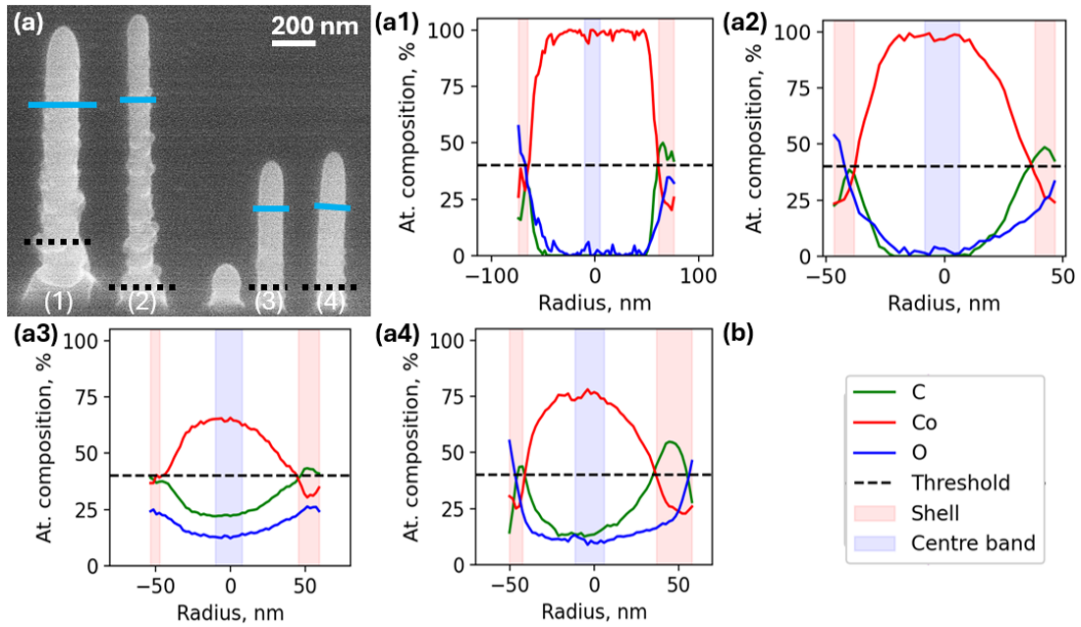 (a)
200 nm
(1)
(2)
(3)
(4)
(a1)
At. composition, %
100
75
50
25
0
−100
0
100
Radius, nm
(a2)
At. composition, %
100
75
50
25
0
−50
0
50
Radius, nm
(a3)
At. composition, %
100
75
50
25
0
−50
0
50
Radius, nm
(a4)
At. composition, %
100
75
50
25
0
−50
0
50
Radius, nm
(b)
C
Co
O
Threshold
Shell
Centre band